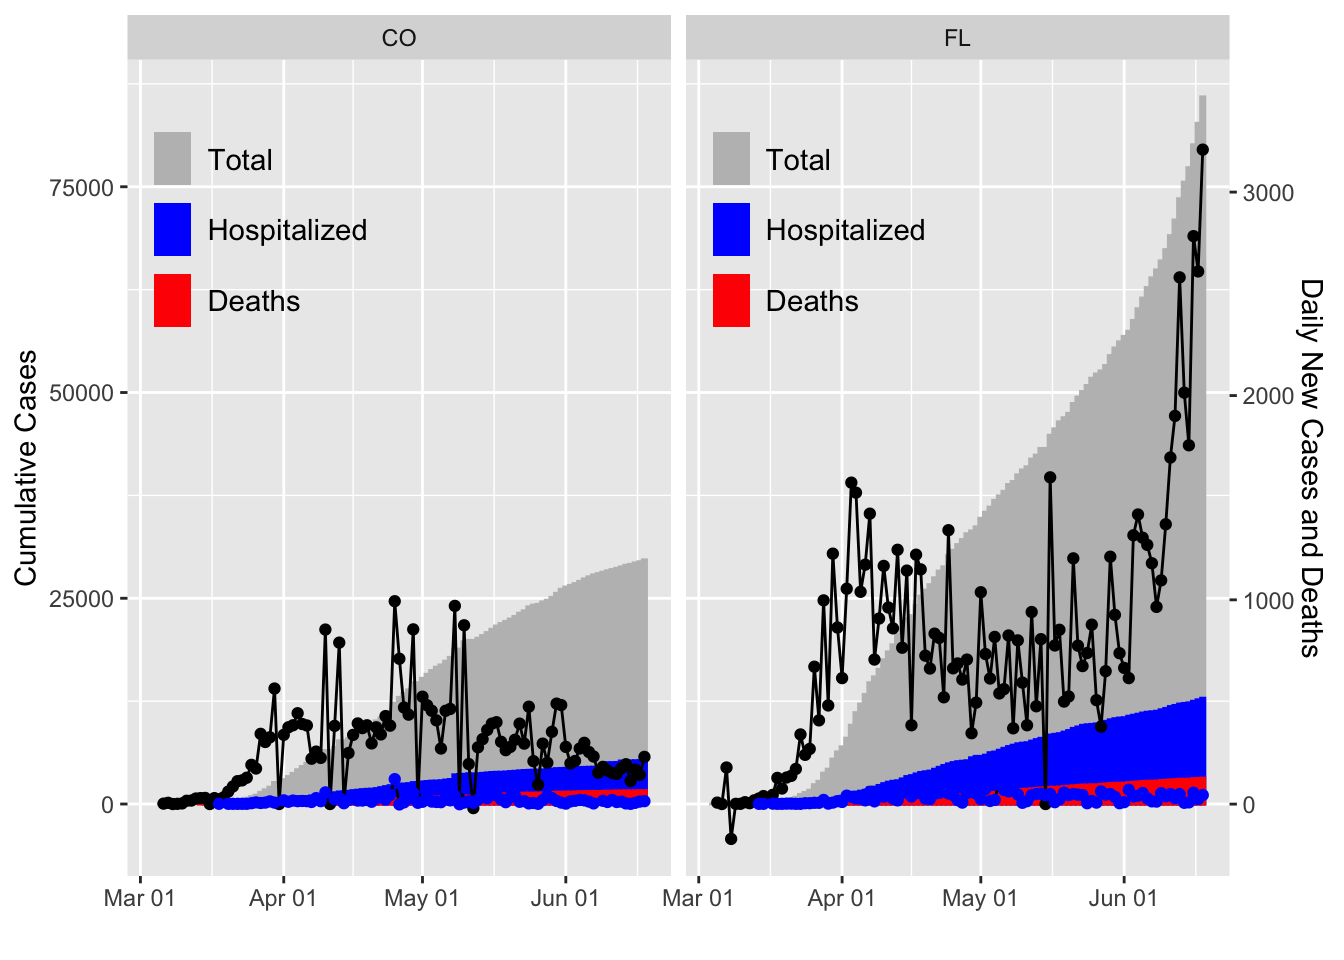 CO
FL
Total
Hospitalized
Deaths
Total
Hospitalized
Deaths
Cumulative Cases
75000
50000
25000
0
3000
2000
1000
0
Daily New Cases and Deaths
Mar 01
Apr 01
May 01
Jun 01
Mar 01
Apr 01
May 01
Jun 01